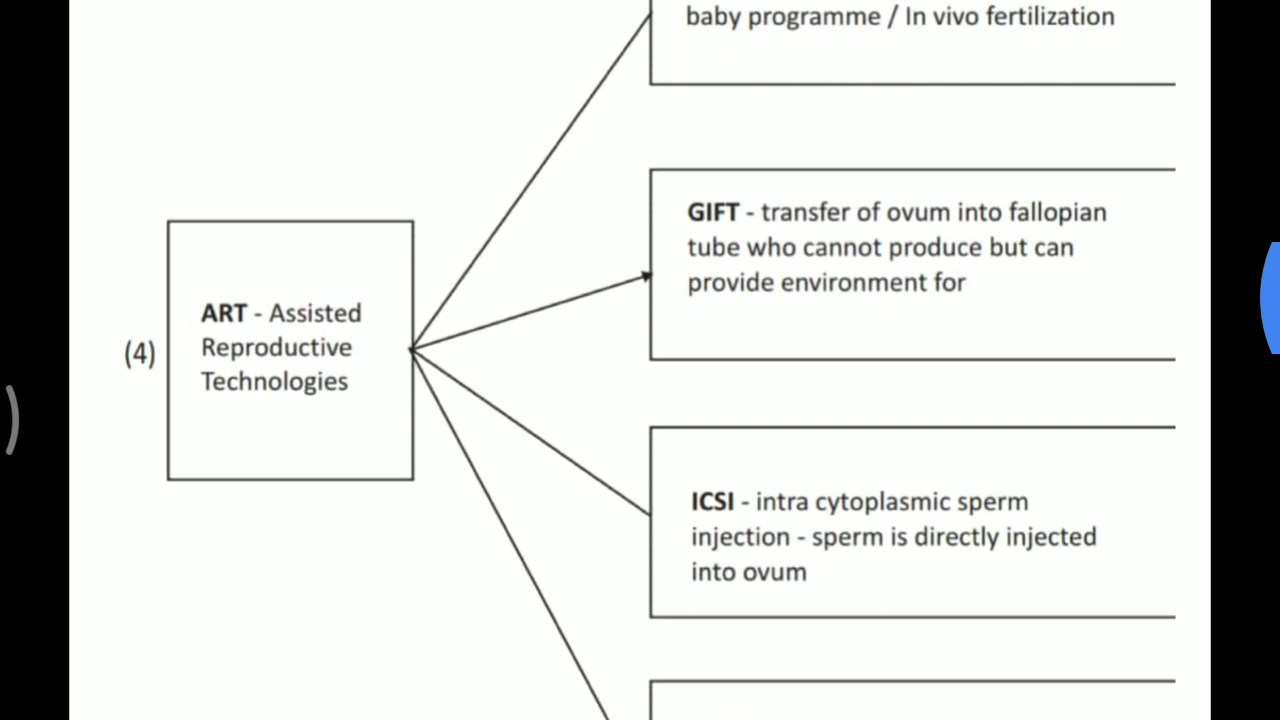 baby programme / In vivo fertilization
GIFT - transfer of ovum into fallopian
tube who cannot produce but can
provide environment for
(4)
ART - Assisted
Reproductive
Technologies
ICSI - intra cytoplasmic sperm
injection - sperm is directly injected
into ovum